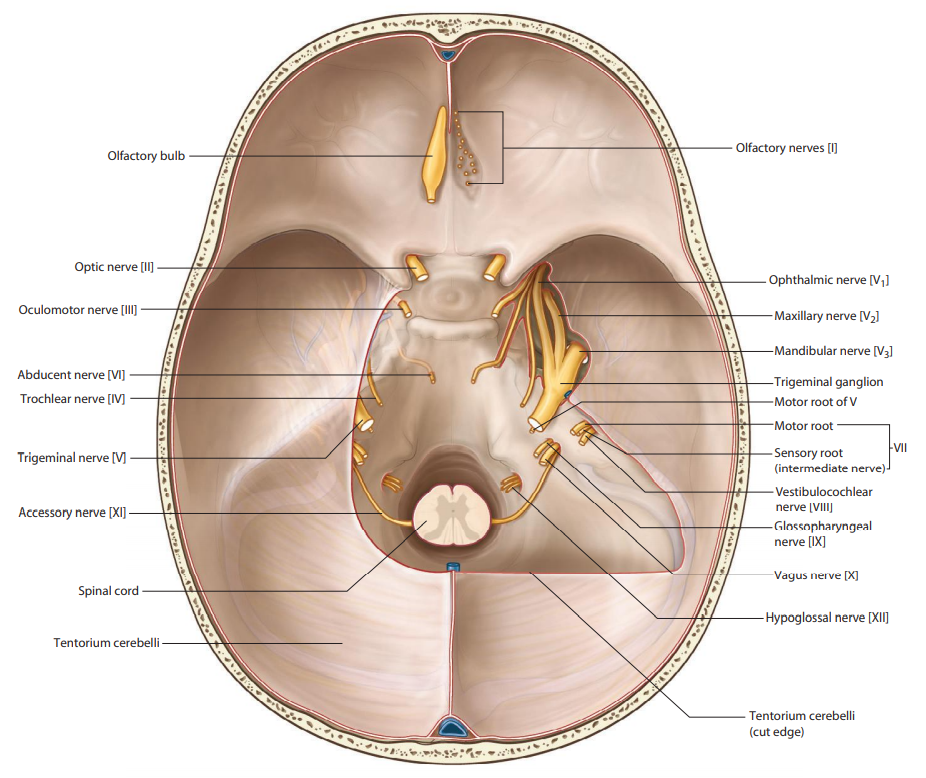 Olfactory bulb
Olfactory nerves [I]
Optic nerve [II]
Oculomotor nerve [III]
Abducent nerve [VI]
Trochlear nerve [IV]
Trigeminal nerve [V]
Accessory nerve [XI]
Spinal cord
Tentorium cerebelli
Ophthalmic nerve [V1]
Maxillary nerve [V2]
Mandibular nerve [V3]
Trigeminal ganglion
Motor root of V
Motor root
Sensory root
(intermediate nerve)
VII
Vestibulocochlear
nerve [VIII]
Glossopharyngeal
nerve [IX]
Vagus nerve [X]
Hypoglossal nerve [XII]
Tentorium cerebelli
(cut edge)